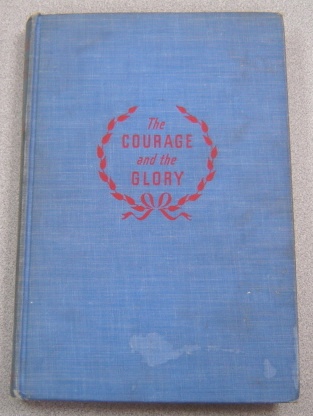 The
COURAGE
and the
GLORY